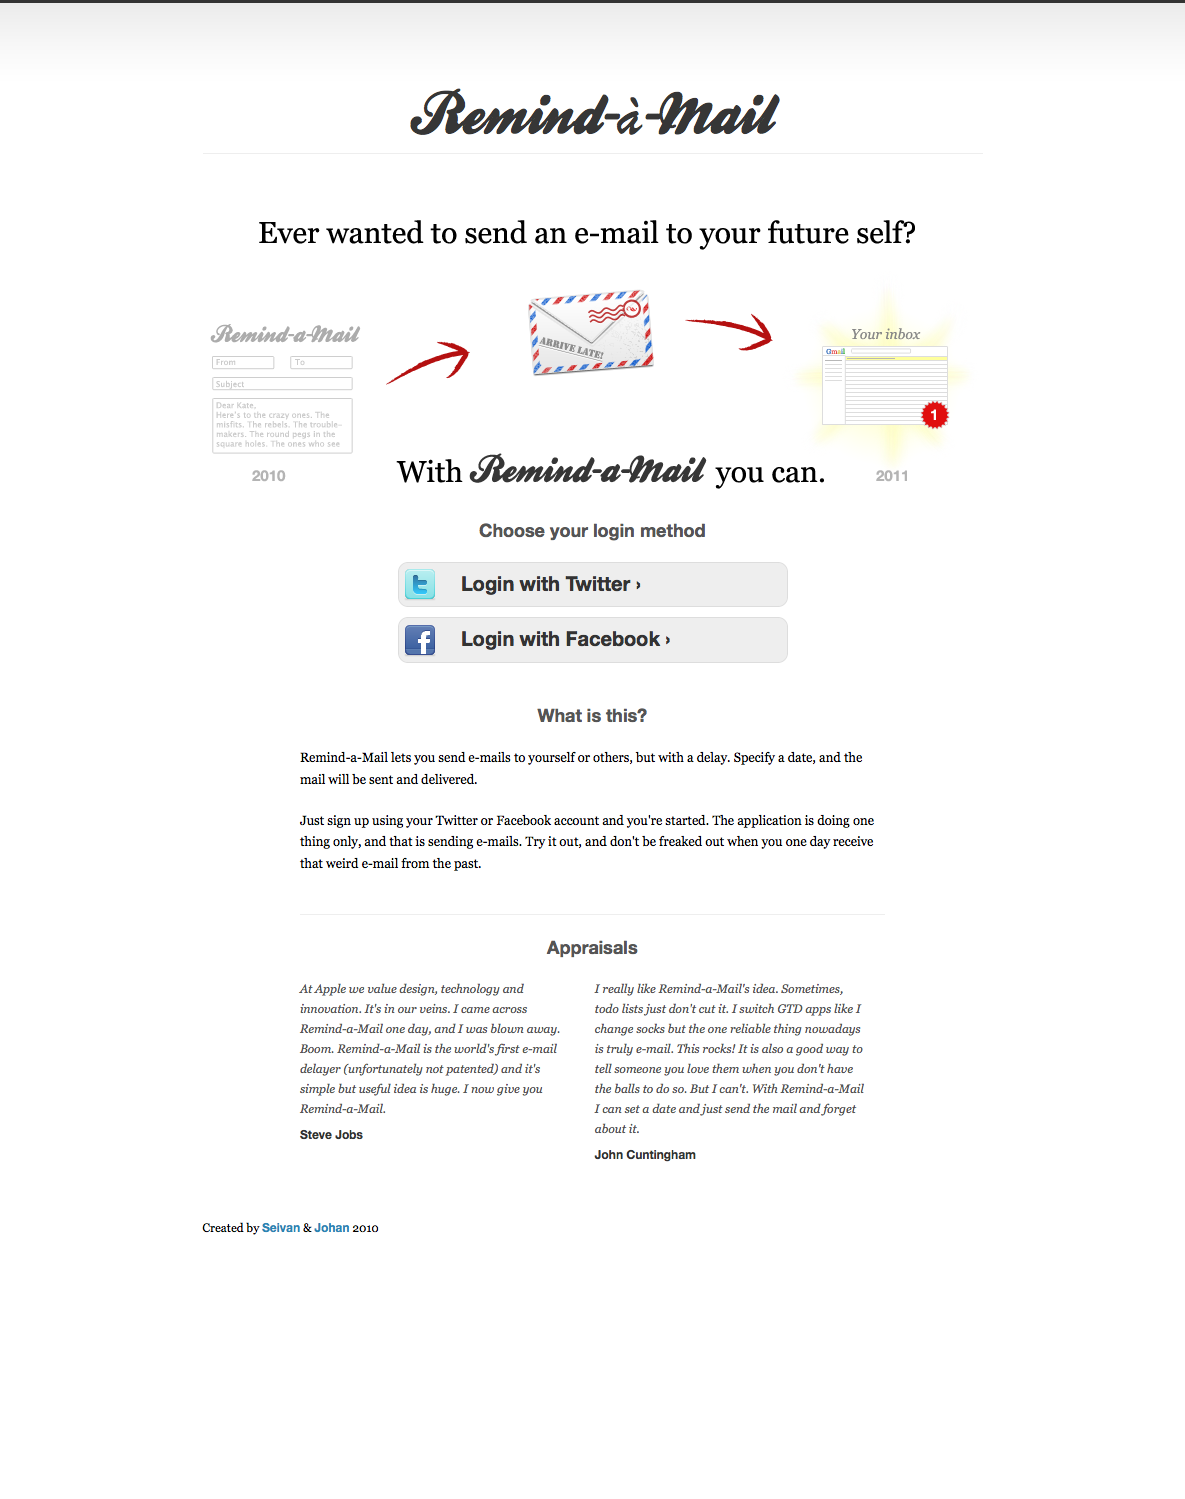 Remind-à-Mail
Ever wanted to send an e-mail to your future self?
Remind-a-Mail
From
To
Subject
Dear Kate,
Here's to the crazy ones. The
misfits. The rebels. The trouble-
makers. The round pegs in the
square holes. The ones who see
2010
ARRIVE LATE!
Your inbox
Gmail
1
2011
With Remind-a-Mail you can.
Choose your login method
Login with Twitter ›
Login with Facebook ›
What is this?
Remind-a-Mail lets you send e-mails to yourself or others, but with a delay. Specify a date, and the
mail will be sent and delivered.
Just sign up using your Twitter or Facebook account and you're started. The application is doing one
thing only, and that is sending e-mails. Try it out, and don't be freaked out when you one day receive
that weird e-mail from the past.
Appraisals
At Apple we value design, technology and
innovation. It's in our veins. I came across
Remind-a-Mail one day, and I was blown away.
Boom. Remind-a-Mail is the world's first e-mail
delayer (unfortunately not patented) and it's
simple but useful idea is huge. I now give you
Remind-a-Mail.
Steve Jobs
I really like Remind-a-Mail's idea. Sometimes,
todo lists just don't cut it. I switch GTD apps like I
change socks but the one reliable thing nowadays
is truly e-mail. This rocks! It is also a good way to
tell someone you love them when you don't have
the balls to do so. But I can't. With Remind-a-Mail
I can set a date and just send the mail and forget
about it.
John Cuntingham
Created by Seivan & Johan 2010